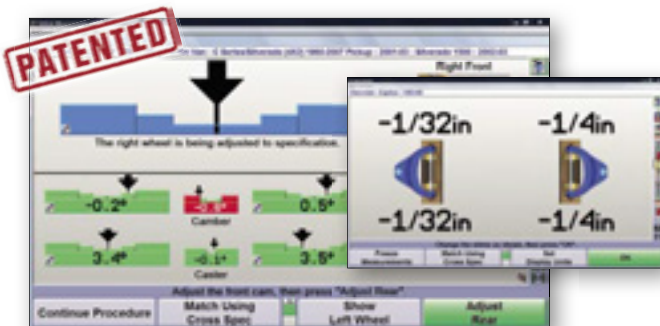 PATENTED
Right Front
The right wheel is being adjusted to specification.
-0.2°
0.5°
Camber
3.4°
-0.1°
3.5°
Caster
Adjust the front cam, then press "Adjust Rear"
Continue Procedure
Match Using
Cross Spec
Show
Left Wheel
Adjust
Rear
-1/32in
-1/4in
-1/32in
-1/4in
Freeze
Measurements
Match Using
Cross Spec
Set
Display Units
OK